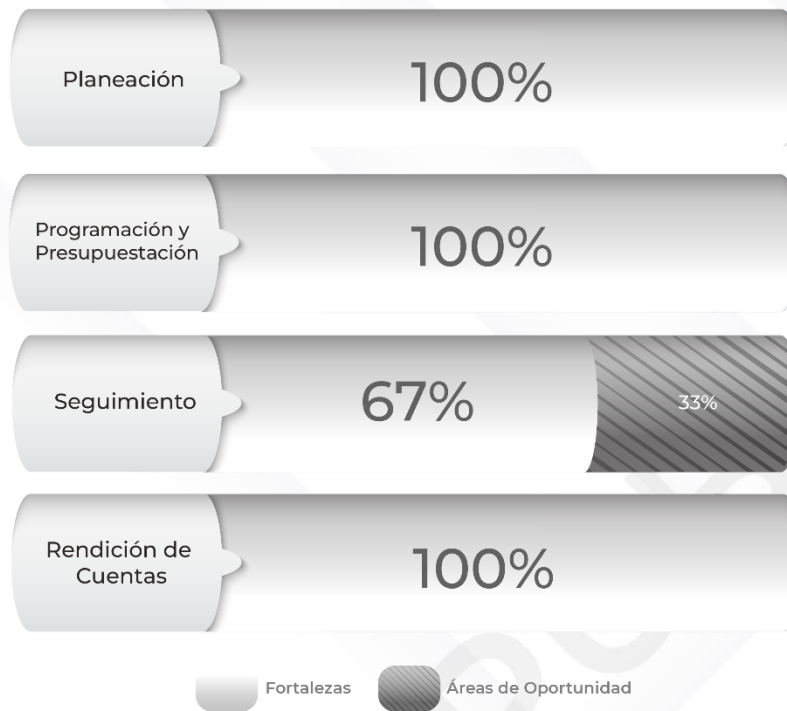 Planeación
100%
Programación y
Presupuestación
100%
Seguimiento
67%
33%
Rendición de
Cuentas
100%
Fortalezas
Áreas de Oportunidad